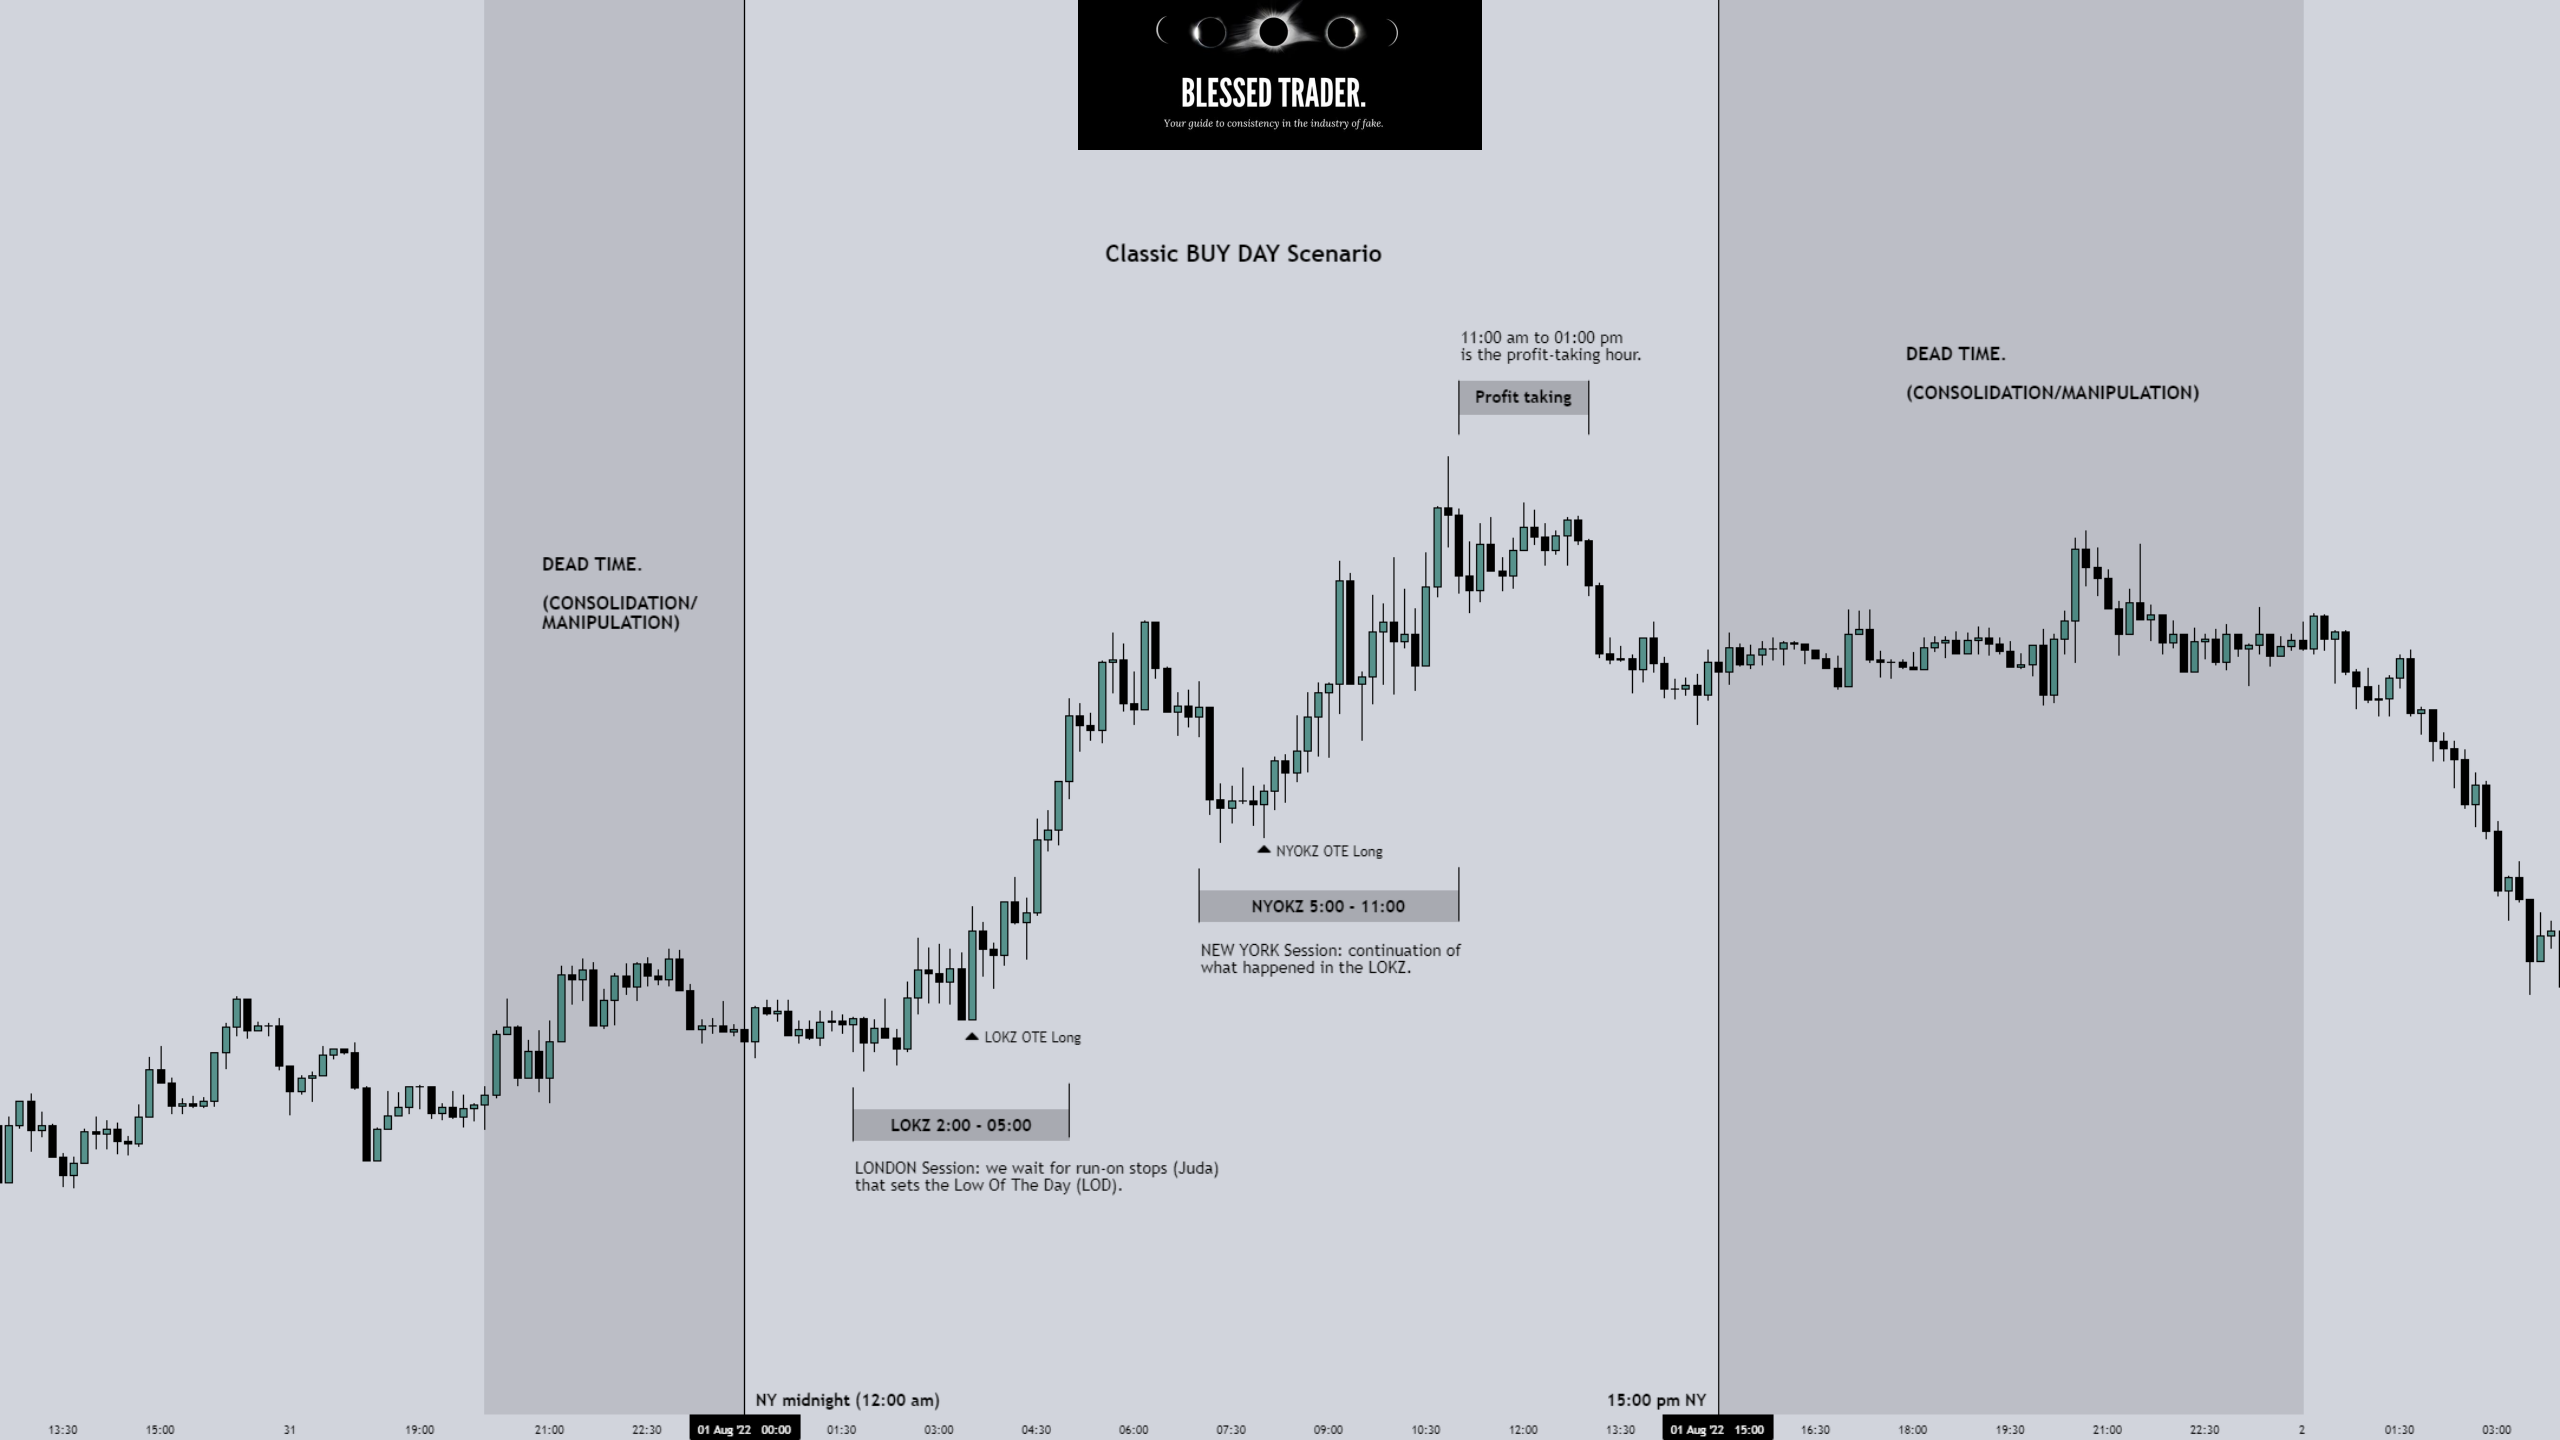 BLESSED TRADER.
Your guide to consistency in the industry of fake.
Classic BUY DAY Scenario
11:00 am to 01:00 pm
is the profit-taking hour.
Profit taking
DEAD TIME.
(CONSOLIDATION/MANIPULATION)
DEAD TIME.
(CONSOLIDATION/
MANIPULATION)
NYOKZ OTE Long
NYOKZ 5:00 - 11:00
NEW YORK Session: continuation of
what happened in the LOKZ.
LOKZ OTE Long
LOKZ 2:00 - 05:00
LONDON Session: we wait for run-on stops (Juda)
that sets the Low Of The Day (LOD).
NY midnight (12:00 am)
15:00 pm NY
13:30 15:00 31 19:00 21:00 22:30 01 Aug '22 00:00 01:30 03:00 04:30 06:00 07:30 09:00 10:30 12:00 13:30 01 Aug '22 15:00 16:30 18:00 19:30 21:00 22:30 2 01:30 03:00